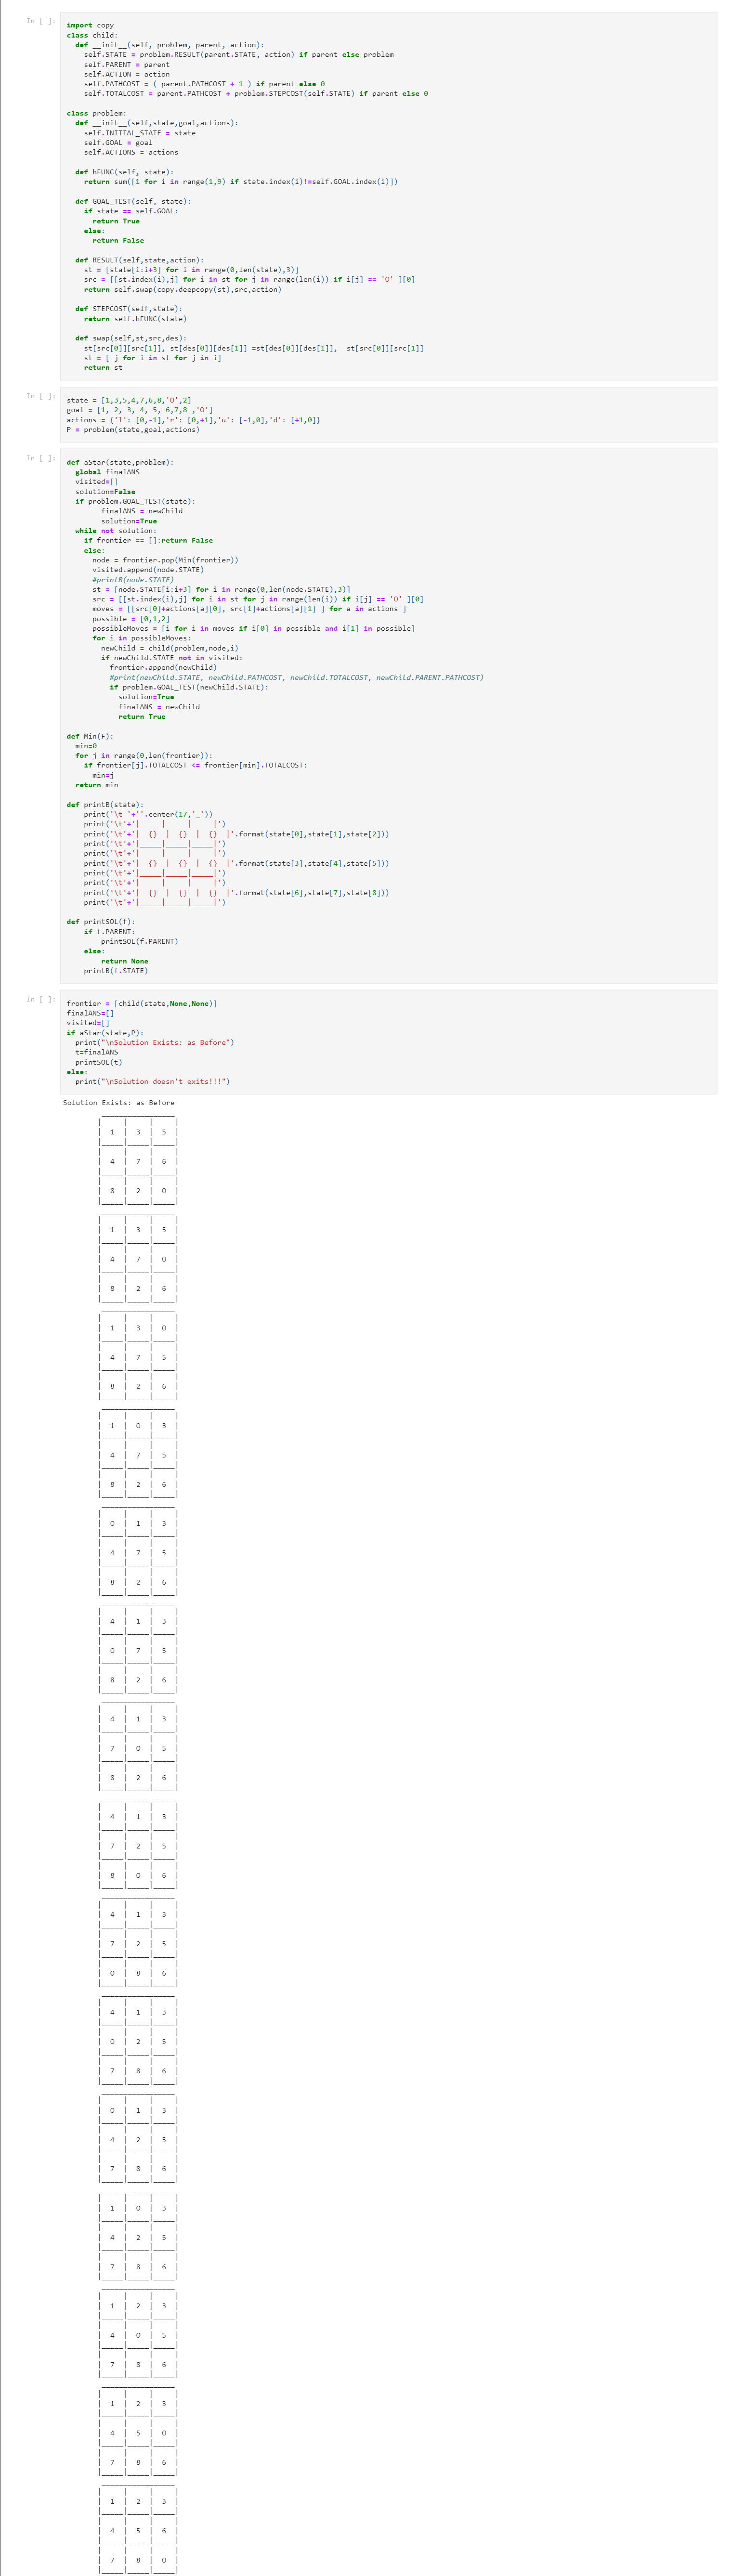 In [ ]:
import copy
class child:
  def __init__(self, problem, parent, action):
    self.STATE = problem.RESULT(parent.STATE, action) if parent else problem
    self.PARENT = parent
    self.ACTION = action
    self.PATHCOST = ( parent.PATHCOST + 1 ) if parent else 0
    self.TOTALCOST = parent.PATHCOST + problem.STEPCOST(self.STATE) if parent else 0
class problem:
  def __init__(self,state,goal,actions):
    self.INITIAL_STATE = state
    self.GOAL = goal
    self.ACTIONS = actions
  def hFUNC(self, state):
    return sum([1 for i in range(1,9) if state.index(i)!=self.GOAL.index(i)])
  def GOAL_TEST(self, state):
    if state == self.GOAL:
      return True
    else:
      return False
  def RESULT(self,state,action):
    st = [state[i:i+3] for i in range(0,len(state),3)]
    src = [[st.index(i),j] for i in st for j in range(len(i)) if i[j] == 'O' ][0]
    return self.swap(copy.deepcopy(st),src,action)
  def STEPCOST(self,state):
    return self.hFUNC(state)
  def swap(self,st,src,des):
    st[src[0]][src[1]], st[des[0]][des[1]] =st[des[0]][des[1]],  st[src[0]][src[1]]
    st = [ j for i in st for j in i]
    return st
In [ ]:
state = [1,3,5,4,7,6,8,'O',2]
goal = [1, 2, 3, 4, 5, 6,7,8 ,'O']
actions = {'l': [0,-1],'r': [0,+1],'u': [-1,0],'d': [+1,0]}
P = problem(state,goal,actions)
In [ ]:
def aStar(state,problem):
  global finalANS
  visited=[]
  solution=False
  if problem.GOAL_TEST(state):
        finalANS = newChild
        solution=True
  while not solution:
    if frontier == []:return False
    else:
      node = frontier.pop(Min(frontier))
      visited.append(node.STATE)
      #printB(node.STATE)
      st = [node.STATE[i:i+3] for i in range(0,len(node.STATE),3)]
      src = [[st.index(i),j] for i in st for j in range(len(i)) if i[j] == 'O' ][0]
      moves = [[src[0]+actions[a][0], src[1]+actions[a][1] ] for a in actions ]
      possible = [0,1,2]
      possibleMoves = [i for i in moves if i[0] in possible and i[1] in possible]
      for i in possibleMoves:
        newChild = child(problem,node,i)
        if newChild.STATE not in visited:
          frontier.append(newChild)
          #print(newChild.STATE, newChild.PATHCOST, newChild.TOTALCOST, newChild.PARENT.PATHCOST)
          if problem.GOAL_TEST(newChild.STATE):
            solution=True
            finalANS = newChild
            return True
def Min(F):
  min=0
  for j in range(0,len(frontier)):
    if frontier[j].TOTALCOST <= frontier[min].TOTALCOST:
      min=j
  return min
def printB(state):
    print('\t '+''.center(17,'_'))
    print('\t'+'|     |     |     |')
    print('\t'+'|  {}  |  {}  |  {}  |'.format(state[0],state[1],state[2]))
    print('\t'+'|_____|_____|_____|')
    print('\t'+'|     |     |     |')
    print('\t'+'|  {}  |  {}  |  {}  |'.format(state[3],state[4],state[5]))
    print('\t'+'|_____|_____|_____|')
    print('\t'+'|     |     |     |')
    print('\t'+'|  {}  |  {}  |  {}  |'.format(state[6],state[7],state[8]))
    print('\t'+'|_____|_____|_____|')
def printSOL(f):
    if f.PARENT:
        printSOL(f.PARENT)
    else:
        return None
    printB(f.STATE)
In [ ]:
frontier = [child(state,None,None)]
finalANS=[]
visited=[]
if aStar(state,P):
  print("\nSolution Exists: as Before")
  t=finalANS
  printSOL(t)
else:
  print("\nSolution doesn't exits!!!")
Solution Exists: as Before
|  1  |  3  |  5  |
|  4  |  7  |  6  |
|  8  |  2  |  O  |
|  1  |  3  |  5  |
|  4  |  7  |  O  |
|  8  |  2  |  6  |
|  1  |  3  |  O  |
|  4  |  7  |  5  |
|  8  |  2  |  6  |
|  1  |  O  |  3  |
|  4  |  7  |  5  |
|  8  |  2  |  6  |
|  O  |  1  |  3  |
|  4  |  7  |  5  |
|  8  |  2  |  6  |
|  4  |  1  |  3  |
|  O  |  7  |  5  |
|  8  |  2  |  6  |
|  4  |  1  |  3  |
|  7  |  O  |  5  |
|  8  |  2  |  6  |
|  4  |  1  |  3  |
|  7  |  2  |  5  |
|  8  |  O  |  6  |
|  4  |  1  |  3  |
|  7  |  2  |  5  |
|  O  |  8  |  6  |
|  4  |  1  |  3  |
|  O  |  2  |  5  |
|  7  |  8  |  6  |
|  O  |  1  |  3  |
|  4  |  2  |  5  |
|  7  |  8  |  6  |
|  1  |  O  |  3  |
|  4  |  2  |  5  |
|  7  |  8  |  6  |
|  1  |  2  |  3  |
|  4  |  O  |  5  |
|  7  |  8  |  6  |
|  1  |  2  |  3  |
|  4  |  5  |  O  |
|  7  |  8  |  6  |
|  1  |  2  |  3  |
|  4  |  5  |  6  |
|  7  |  8  |  O  |